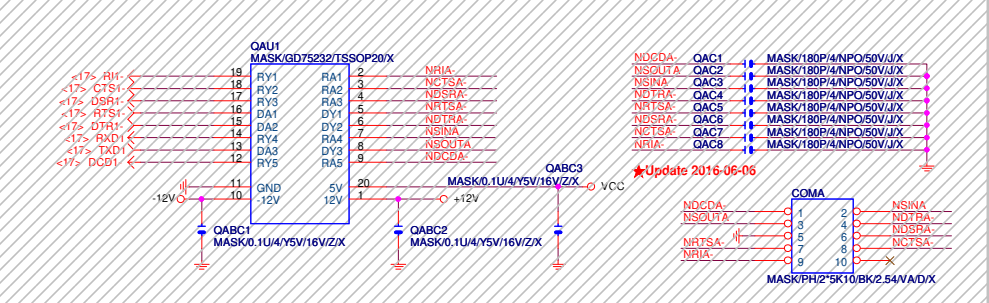 QAU1
MASK/GD75232/TSSOP20/X
<17> RI1- 19 RY1 RA1 2 NRIA-
<17> CTS1- 18 RY2 RA2 3 NCTSA-
<17> DSR1- 17 RY3 RA3 4 NDSRA-
<17> RTS1- 16 DA1 DY1 5 NRTSA-
<17> DTR1- 15 DA2 DY2 6 NDTRA-
<17> RXD1 14 RY4 RA4 7 NSINA
<17> TXD1 13 DA3 DY3 8 NSOUTA
<17> DCD1- 12 RY5 RA5 9 NDCDA-
11 GND 5V 20
-12V 10 -12V 12V 1 +12V
QABC3
MASK/0.1U/4/Y5V/16V/Z/X VCC
QABC1
MASK/0.1U/4/Y5V/16V/Z/X
QABC2
MASK/0.1U/4/Y5V/16V/Z/X
NDCDA- QAC1 MASK/180P/4/NPO/50V/J/X
NSOUTA QAC2 MASK/180P/4/NPO/50V/J/X
NSINA QAC3 MASK/180P/4/NPO/50V/J/X
NDTRA- QAC4 MASK/180P/4/NPO/50V/J/X
NRTSA- QAC5 MASK/180P/4/NPO/50V/J/X
NDSRA- QAC6 MASK/180P/4/NPO/50V/J/X
NCTSA- QAC7 MASK/180P/4/NPO/50V/J/X
NRIA- QAC8 MASK/180P/4/NPO/50V/J/X
★Update 2016-06-06
COMA
NDCDA- 1 2 NSINA
NSOUTA 3 4 NDTRA-
5 6 NDSRA-
NRTSA- 7 8 NCTSA-
NRIA- 9 10
MASK/PH/2*5K10/BK/2.54/VA/D/X